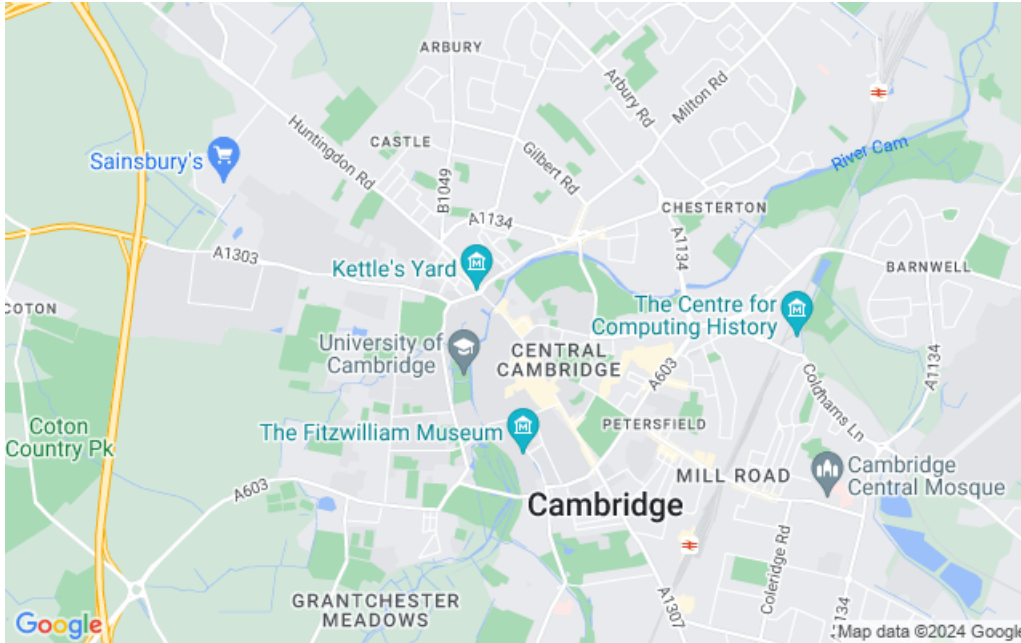 ARBURY
Arbury Rd
Milton Rd
CASTLE
Huntingdon Rd
Gilbert Rd
River Cam
Sainsbury's
B1049
A1134
CHESTERTON
A1134
A1303
Kettle's Yard
BARNWELL
COTON
The Centre for
Computing History
University of
Cambridge
CENTRAL
CAMBRIDGE
A603
A1134
Coldhams Ln
Coton
Country Pk
The Fitzwilliam Museum
PETERSFIELD
MILL ROAD
Cambridge
Central Mosque
A603
Cambridge
Coleridge Rd
GRANTCHESTER
MEADOWS
A1307
A1134
Google
Map data ©2024 Google